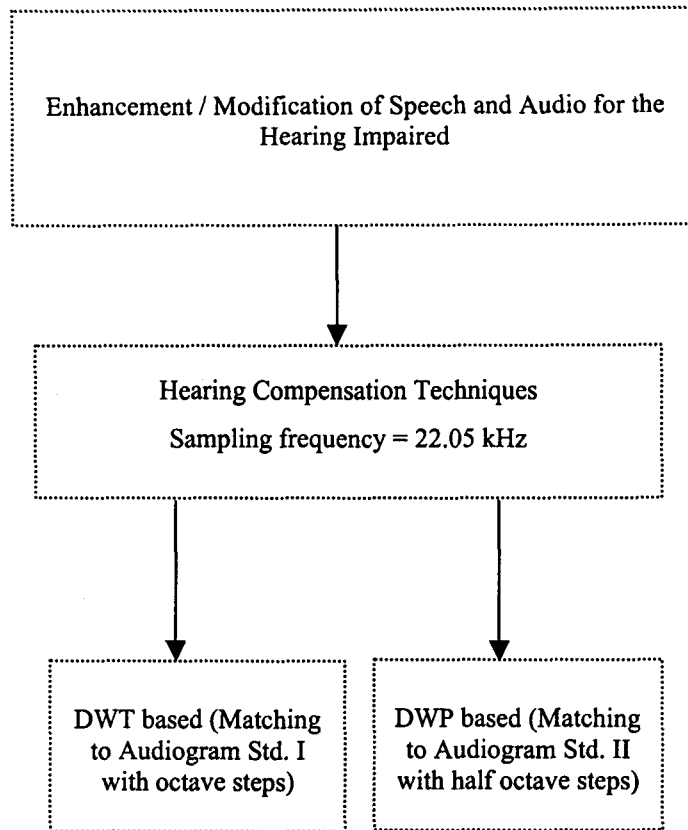 Enhancement / Modification of Speech and Audio for the
Hearing Impaired
Hearing Compensation Techniques
Sampling frequency = 22.05 kHz
DWT based (Matching
to Audiogram Std. I
with octave steps)
DWP based (Matching
to Audiogram Std. II
with half octave steps)